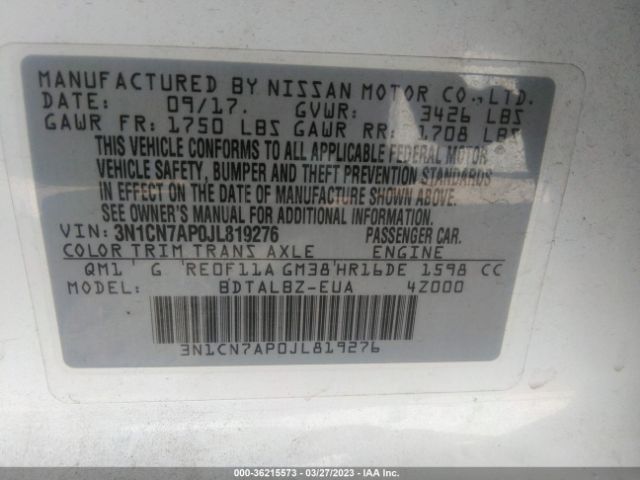 MANUFACTURED BY NISSAN MOTOR CO., LTD.
DATE: 09/17. GVWR: 3426 LBS
GAWR FR: 1750 LBS GAWR RR: 1708 LBS
THIS VEHICLE CONFORMS TO ALL APPLICABLE FEDERAL MOTOR
VEHICLE SAFETY, BUMPER AND THEFT PREVENTION STANDARDS
IN EFFECT ON THE DATE OF MANUFACTURE SHOWN ABOVE.
SEE OWNER'S MANUAL FOR ADDITIONAL INFORMATION.
VIN: 3N1CN7AP0JL819276 PASSENGER CAR.
COLOR TRIM TRANS AXLE ENGINE
QM1 G RE0F11A GM38 HR16DE 1598 CC
MODEL: BDTALBZ-EUA 4Z000
3N1CN7AP0JL819276
000-36215573 - 03/27/2023 - IAA Inc.